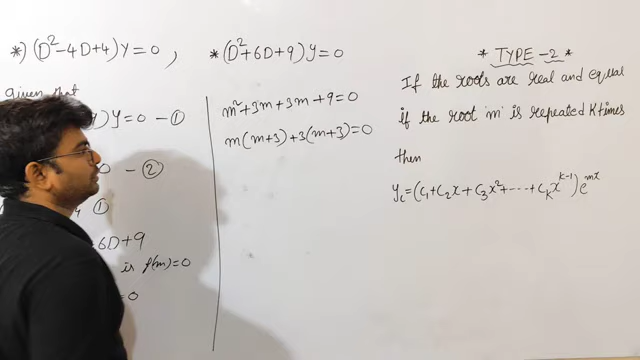 *) (D²-4D+4)y=0 ,
given that
9) y=0 - ①
0 - ②
①
6D+9
is f(m)=0
=0
* (D²+6D+9)y=0
m²+3m+3m+9=0
m(m+3)+3(m+3)=0
* TYPE-2 *
If the roots are real and equal
if the root 'm' is repeated K times
then
y_c=(c₁+c₂x+c₃x²+---+c_kx^{k-1})e^{mx}